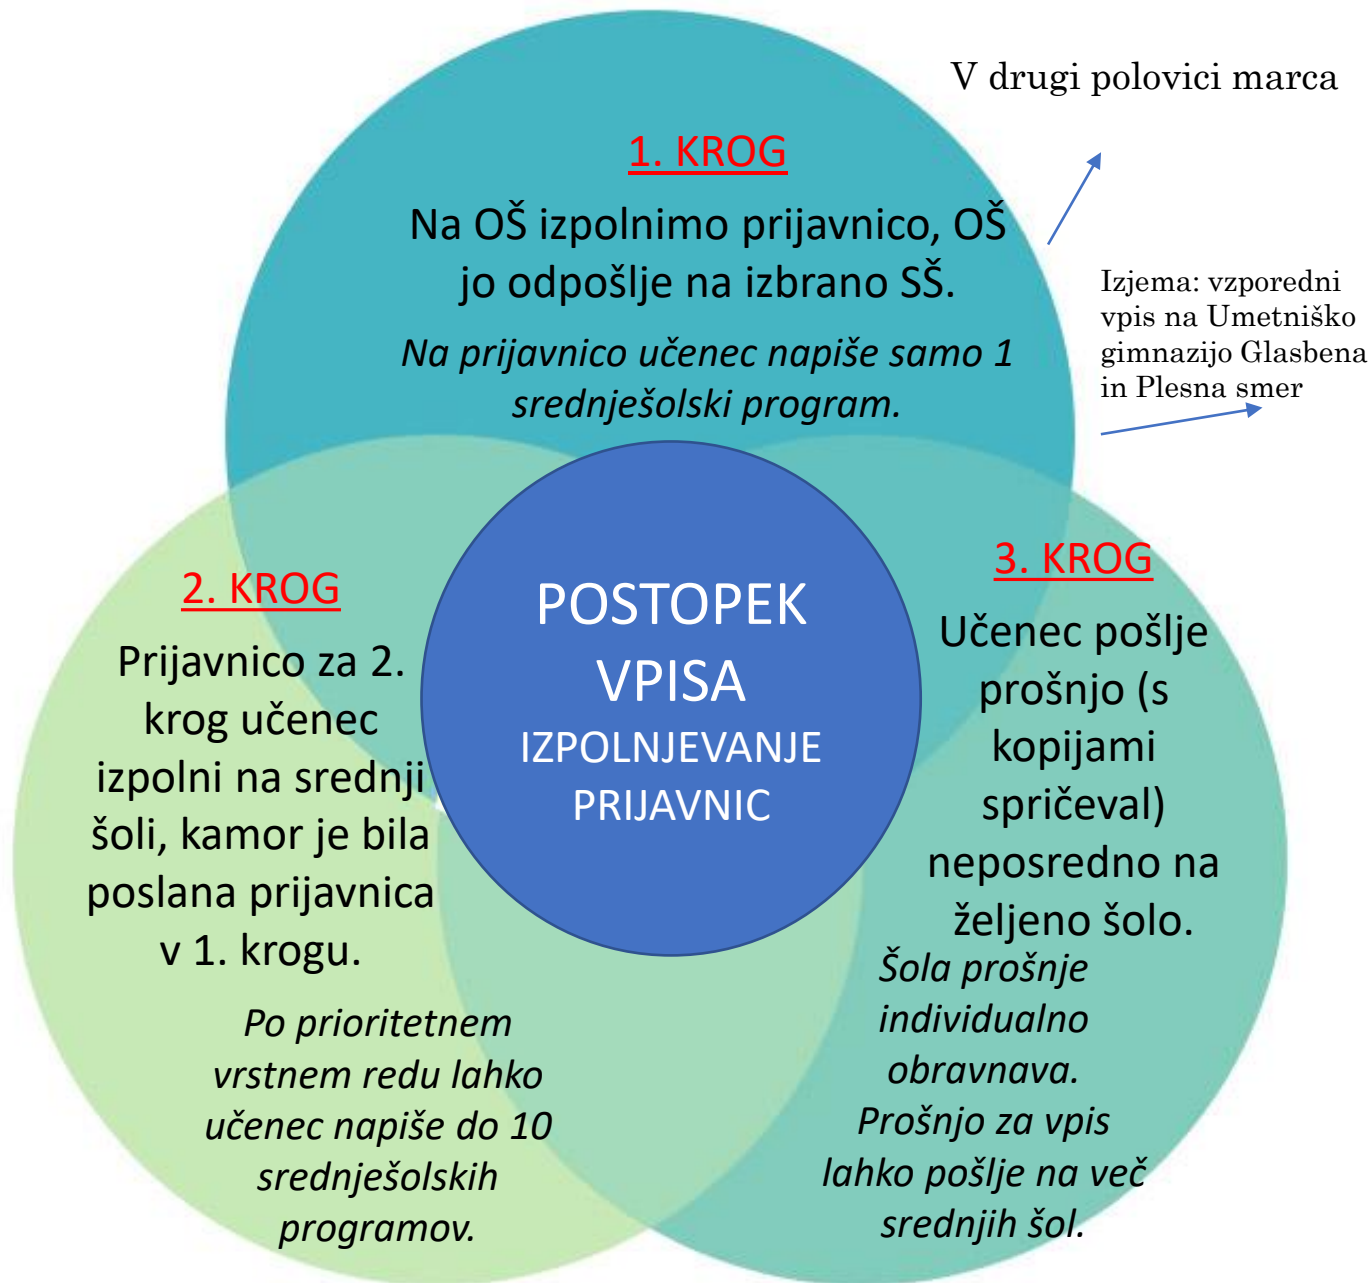 V drugi polovici marca
1. KROG
Na OŠ izpolnimo prijavnico, OŠ
jo odpošlje na izbrano SŠ.
Na prijavnico učenec napiše samo 1
srednješolski program.
Izjema: vzporedni
vpis na Umetniško
gimnazijo Glasbena
in Plesna smer
2. KROG
Prijavnico za 2.
krog učenec
izpolni na srednji
šoli, kamor je bila
poslana prijavnica
v 1. krogu.
Po prioritetnem
vrstnem redu lahko
učenec napiše do 10
srednješolskih
programov.
POSTOPEK
VPISA
IZPOLNJEVANJE
PRIJAVNIC
3. KROG
Učenec pošlje
prošnjo (s
kopijami
spričeval)
neposredno na
željeno šolo.
Šola prošnje
individualno
obravnava.
Prošnjo za vpis
lahko pošlje na več
srednjih šol.